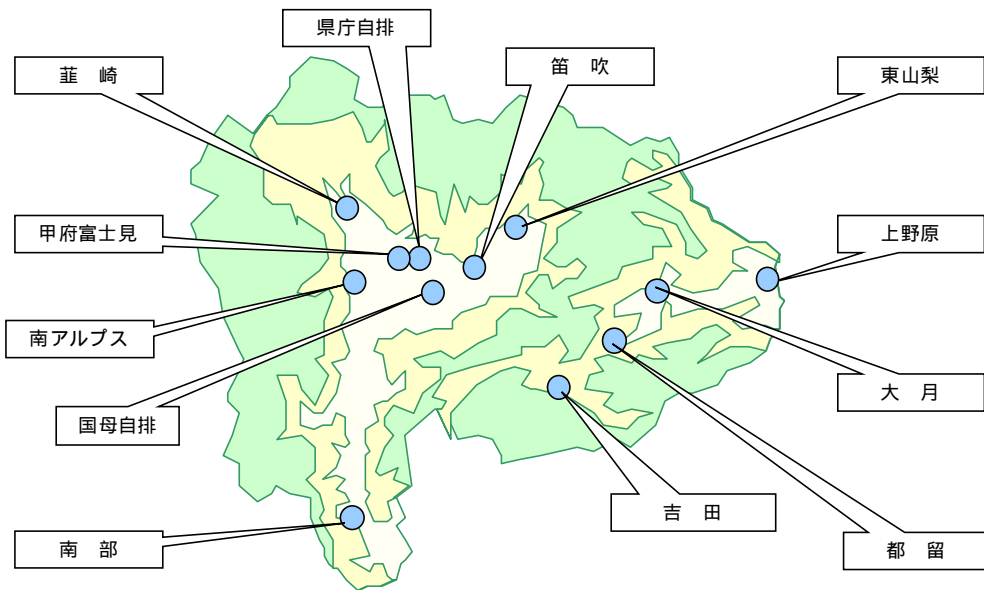 県庁自排
韮　崎
笛　吹
東山梨
甲府富士見
上野原
南アルプス
大　月
国母自排
吉　田
南　部
都　留